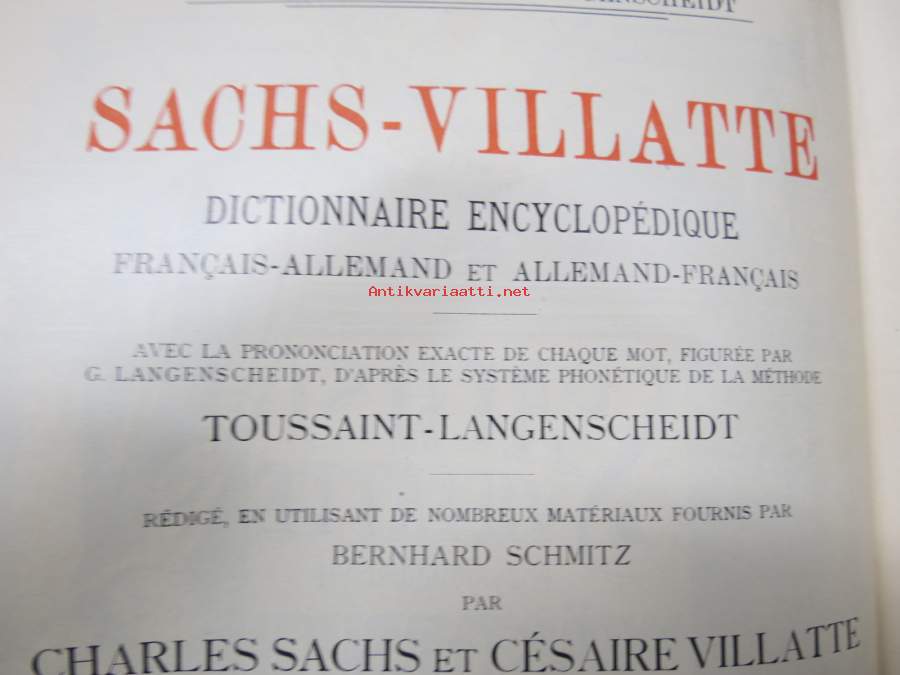 SACHS-VILLATTE
DICTIONNAIRE ENCYCLOPÉDIQUE
FRANÇAIS-ALLEMAND ET ALLEMAND-FRANÇAIS
Antikvariaatti.net
AVEC LA PRONONCIATION EXACTE DE CHAQUE MOT, FIGURÉE PAR
G. LANGENSCHEIDT, D'APRÈS LE SYSTÈME PHONÉTIQUE DE LA MÉTHODE
TOUSSAINT-LANGENSCHEIDT
RÉDIGÉ, EN UTILISANT DE NOMBREUX MATÉRIAUX FOURNIS PAR
BERNHARD SCHMITZ
PAR
CHARLES SACHS ET CÉSAIRE VILLATTE